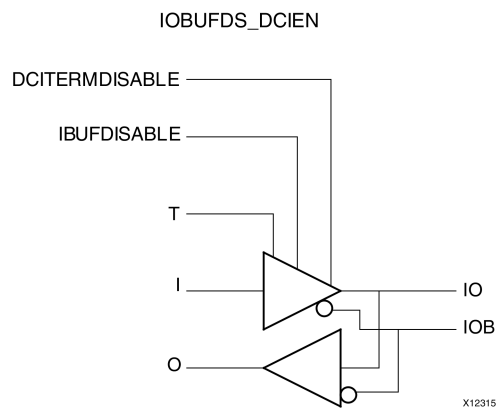 IOBUFDS_DCIEN
DCITERMDISABLE
IBUFDISABLE
T
I
IO
IOB
O
X12315